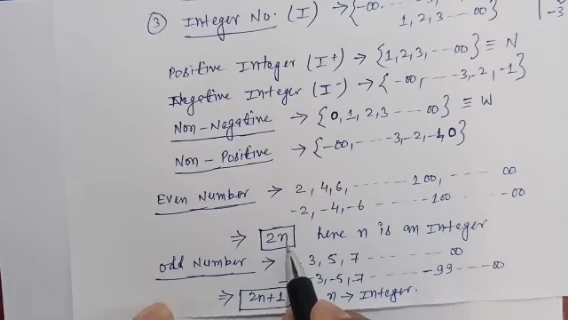 ③ Integer No. (I) → {-∞, ...
1, 2, 3 ---- ∞}
-3
Positive Integer (I+) → {1, 2, 3, --- ∞} ≡ N
Negative Integer (I-) → {-∞, ---- -3, -2, -1}
Non-Negative → {0, 1, 2, 3 ---- ∞} ≡ W
Non-Positive → {-∞, ---- -3, -2, -1, 0}
Even Number → 2, 4, 6, ------- 100, ----- ∞
-2, -4, -6 ------- -100 ------ -∞
⇒ 2n here n is an Integer
odd Number → 3, 5, 7 --------- ∞
-3, -5, -7 -------- -99 --- -∞
⇒ 2n+1 n → Integer.